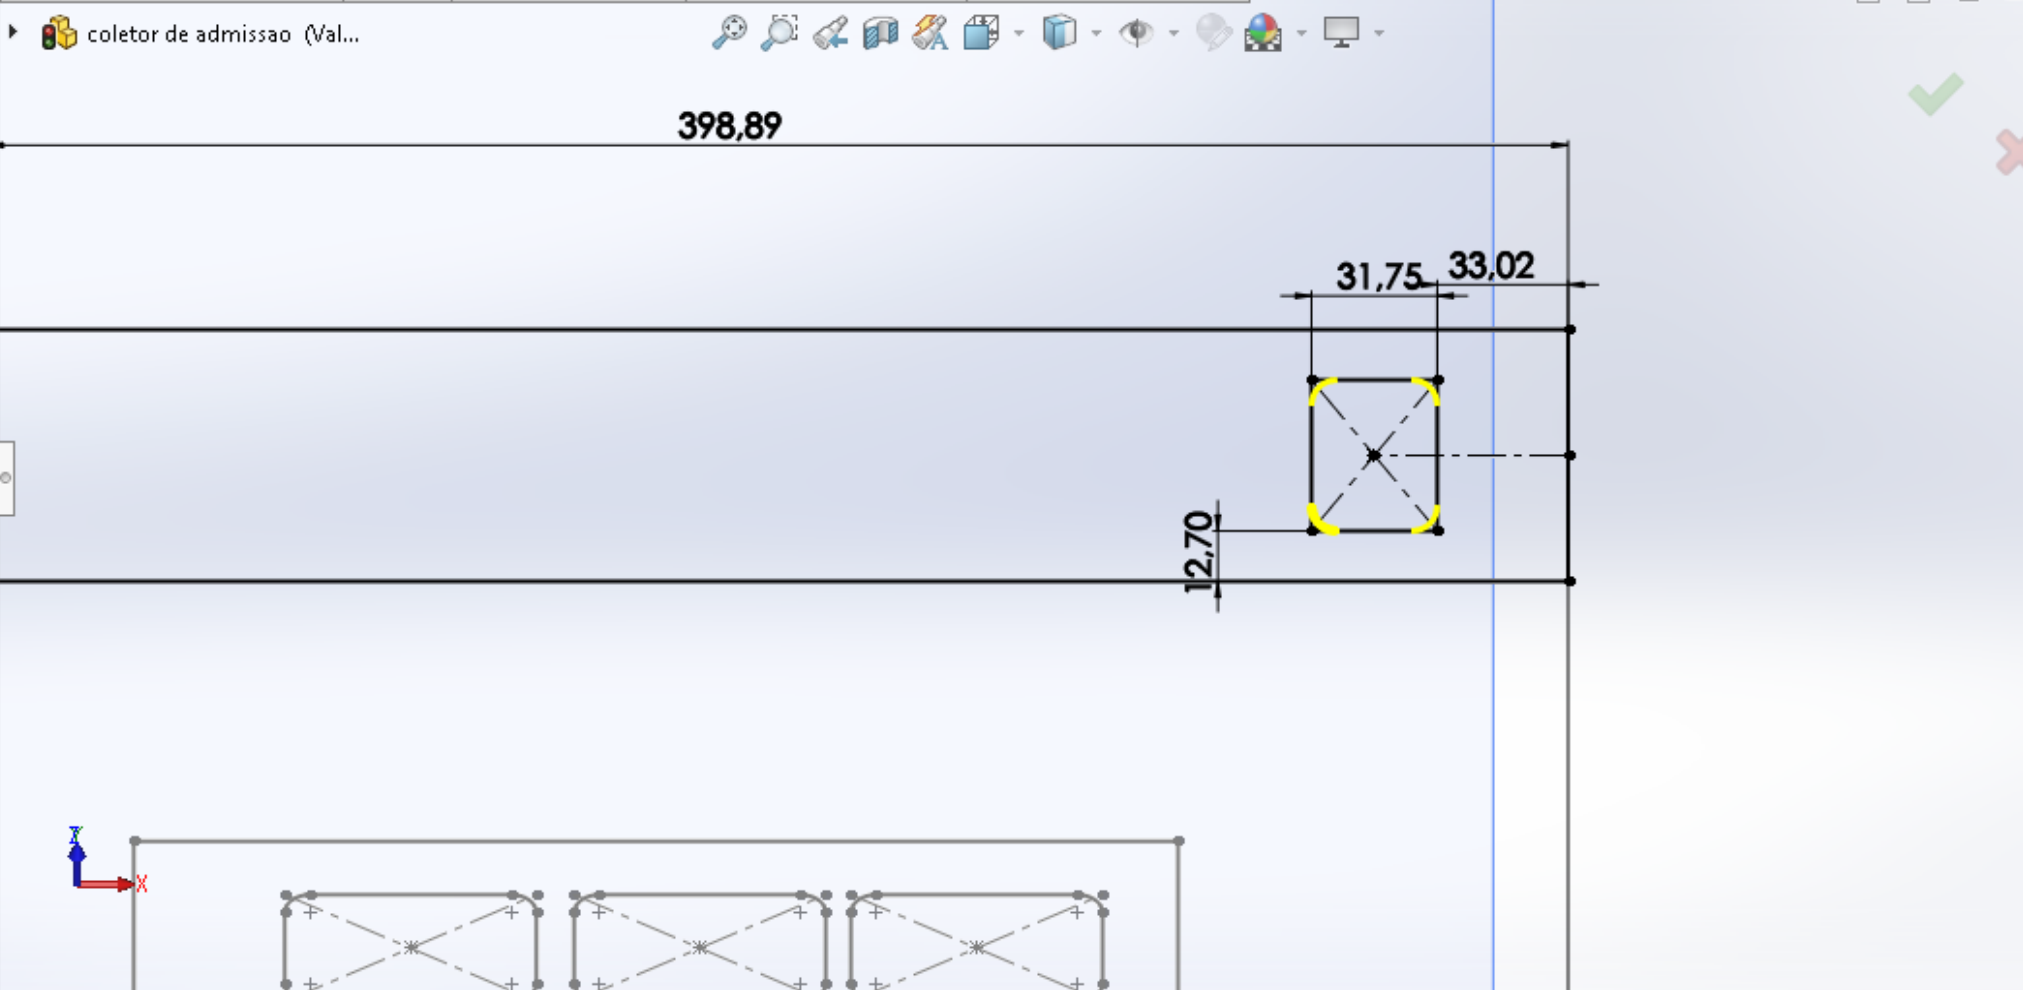 coletor de admissao (Val...
398,89
31,75
33,02
12,70
Z
X